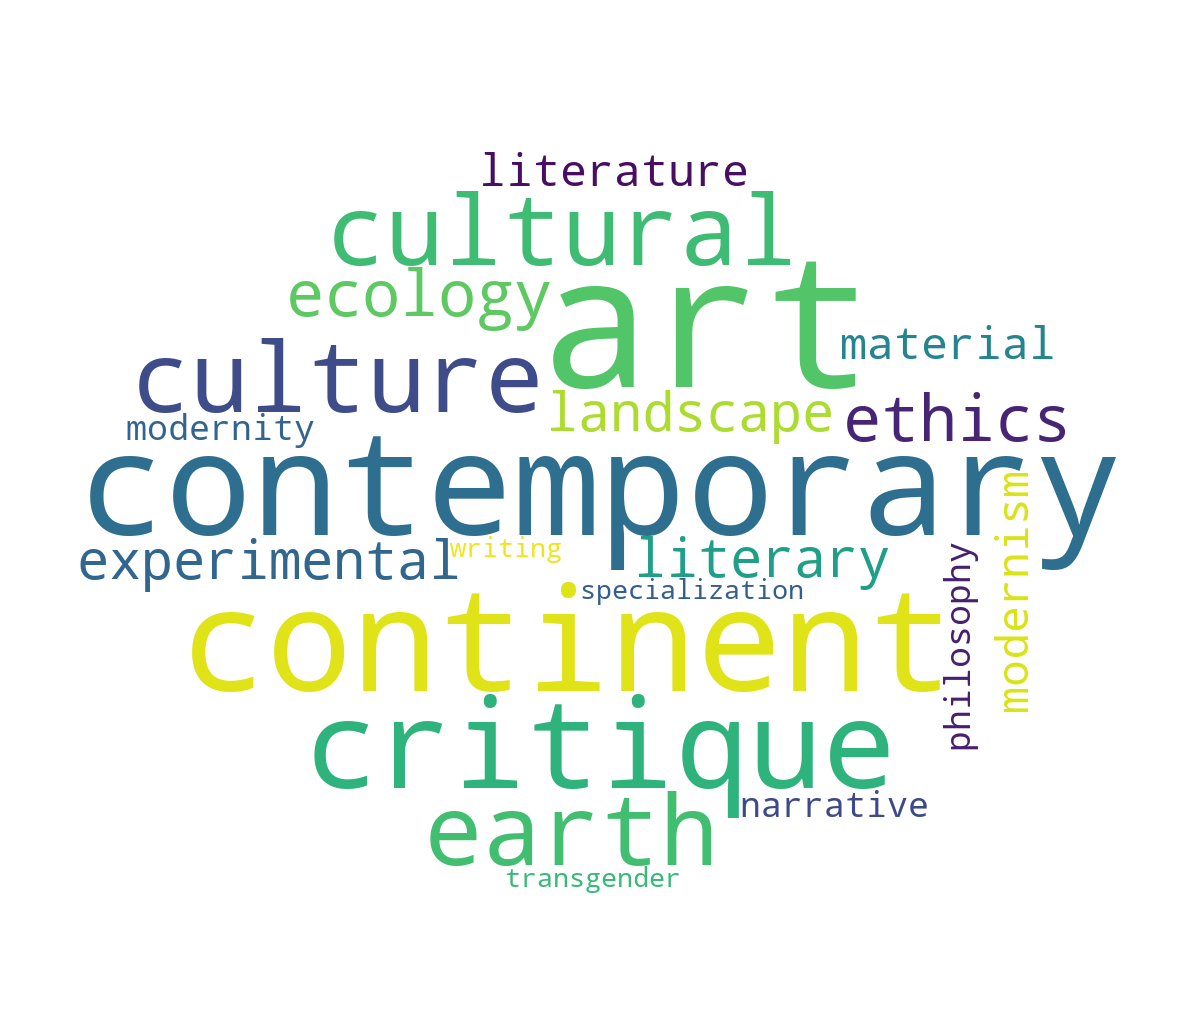 literature
cultural
ecology
art
material
culture
landscape
ethics
modernity
contemporary
modernism
experimental
writing
literary
specialization
philosophy
continent
critique
narrative
earth
transgender